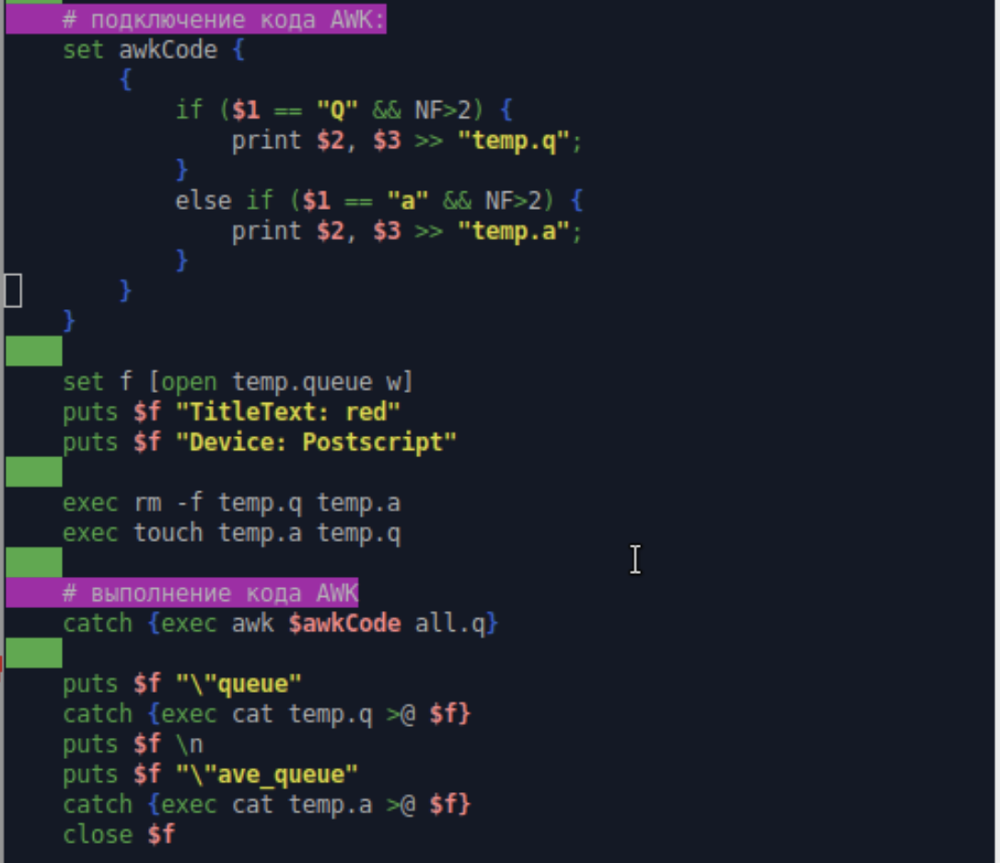 # подключение кода AWK:
set awkCode {
{
if ($1 == "Q" && NF>2) {
print $2, $3 >> "temp.q";
}
else if ($1 == "a" && NF>2) {
print $2, $3 >> "temp.a";
}
}
}
set f [open temp.queue w]
puts $f "TitleText: red"
puts $f "Device: Postscript"
exec rm -f temp.q temp.a
exec touch temp.a temp.q
# выполнение кода AWK
catch {exec awk $awkCode all.q}
puts $f "\"queue"
catch {exec cat temp.q >@ $f}
puts $f \n
puts $f "\"ave_queue"
catch {exec cat temp.a >@ $f}
close $f